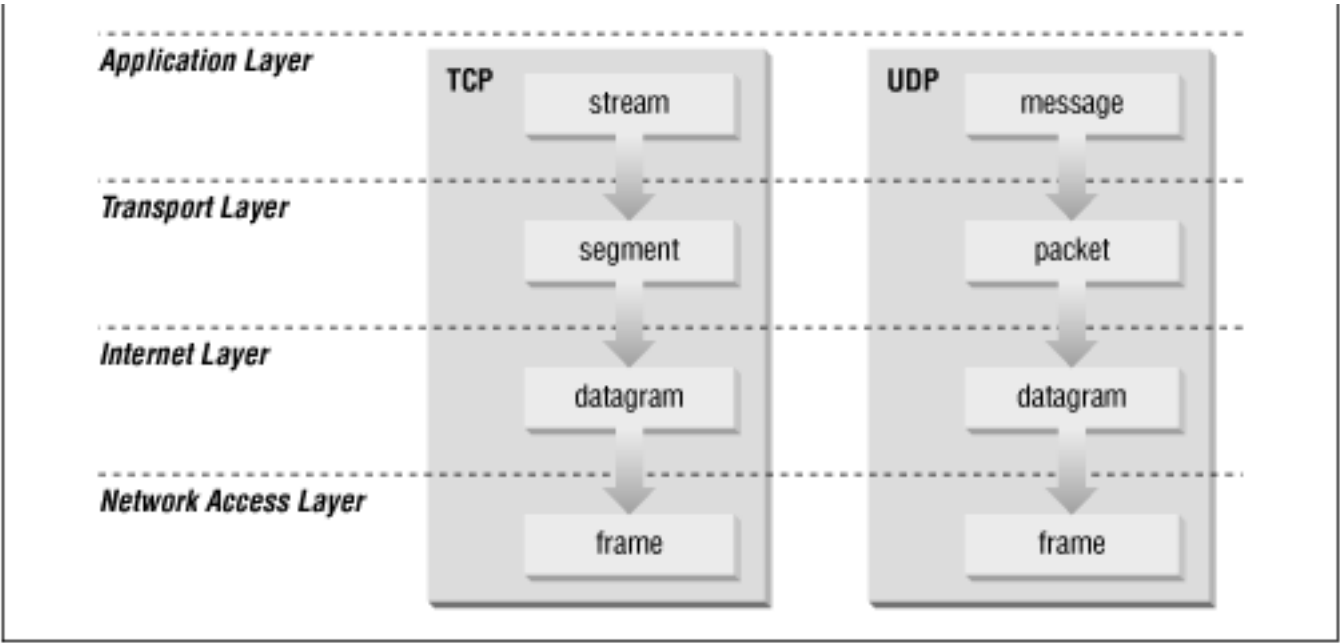 Application Layer
TCP
stream
UDP
message
Transport Layer
segment
packet
Internet Layer
datagram
datagram
Network Access Layer
frame
frame